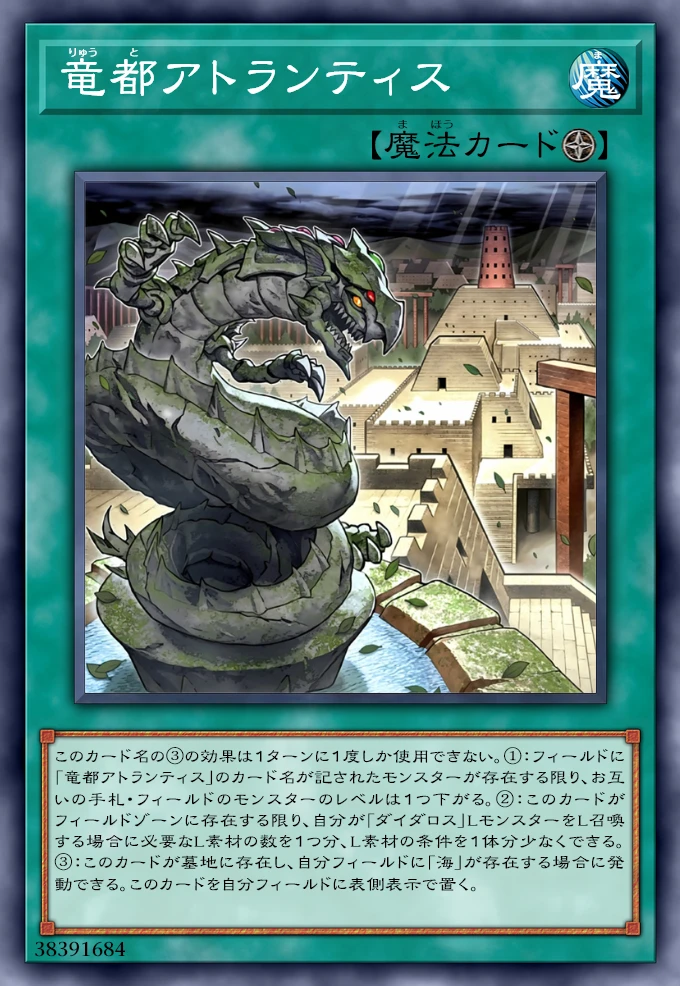 りゅう と
竜都アトランティス
ま
魔
ま ほう
【魔法カード】
このカード名の③の効果は1ターンに1度しか使用できない。①:フィールドに
「竜都アトランティス」のカード名が記されたモンスターが存在する限り、お互
いの手札・フィールドのモンスターのレベルは1つ下がる。②:このカードが
フィールドゾーンに存在する限り、自分が「ダイダロス」LモンスターをL召喚
する場合に必要なL素材の数を1つ分、L素材の条件を1体分少なくできる。
③:このカードが墓地に存在し、自分フィールドに「海」が存在する場合に発
動できる。このカードを自分フィールドに表側表示で置く。
38391684